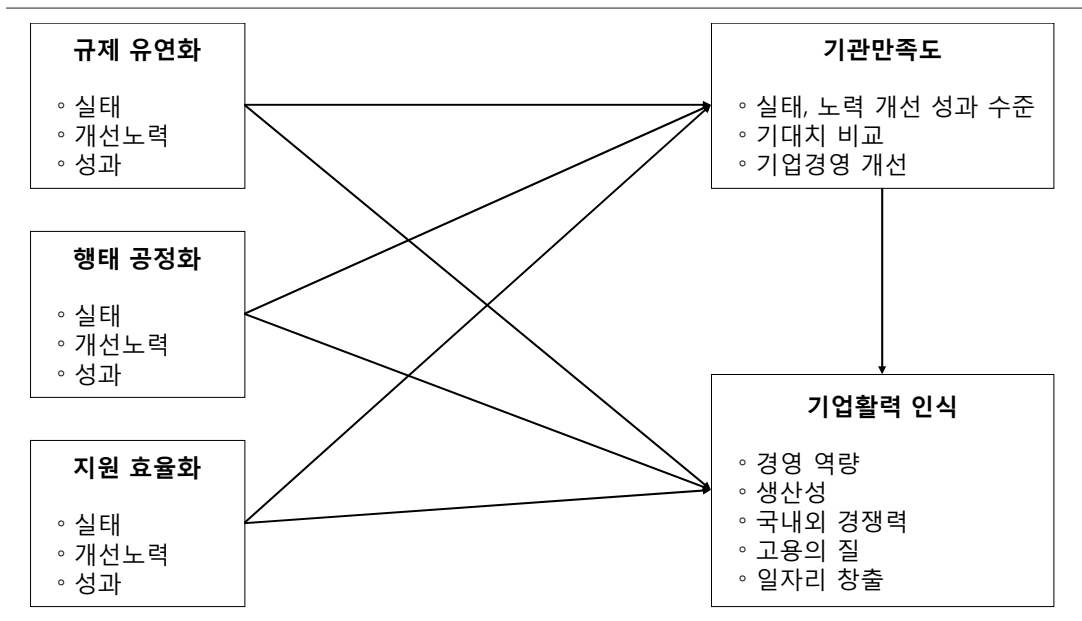 규제 유연화
◦ 실태
◦ 개선노력
◦ 성과
행태 공정화
◦ 실태
◦ 개선노력
◦ 성과
지원 효율화
◦ 실태
◦ 개선노력
◦ 성과
기관만족도
◦ 실태, 노력 개선 성과 수준
◦ 기대치 비교
◦ 기업경영 개선
기업활력 인식
◦ 경영 역량
◦ 생산성
◦ 국내외 경쟁력
◦ 고용의 질
◦ 일자리 창출